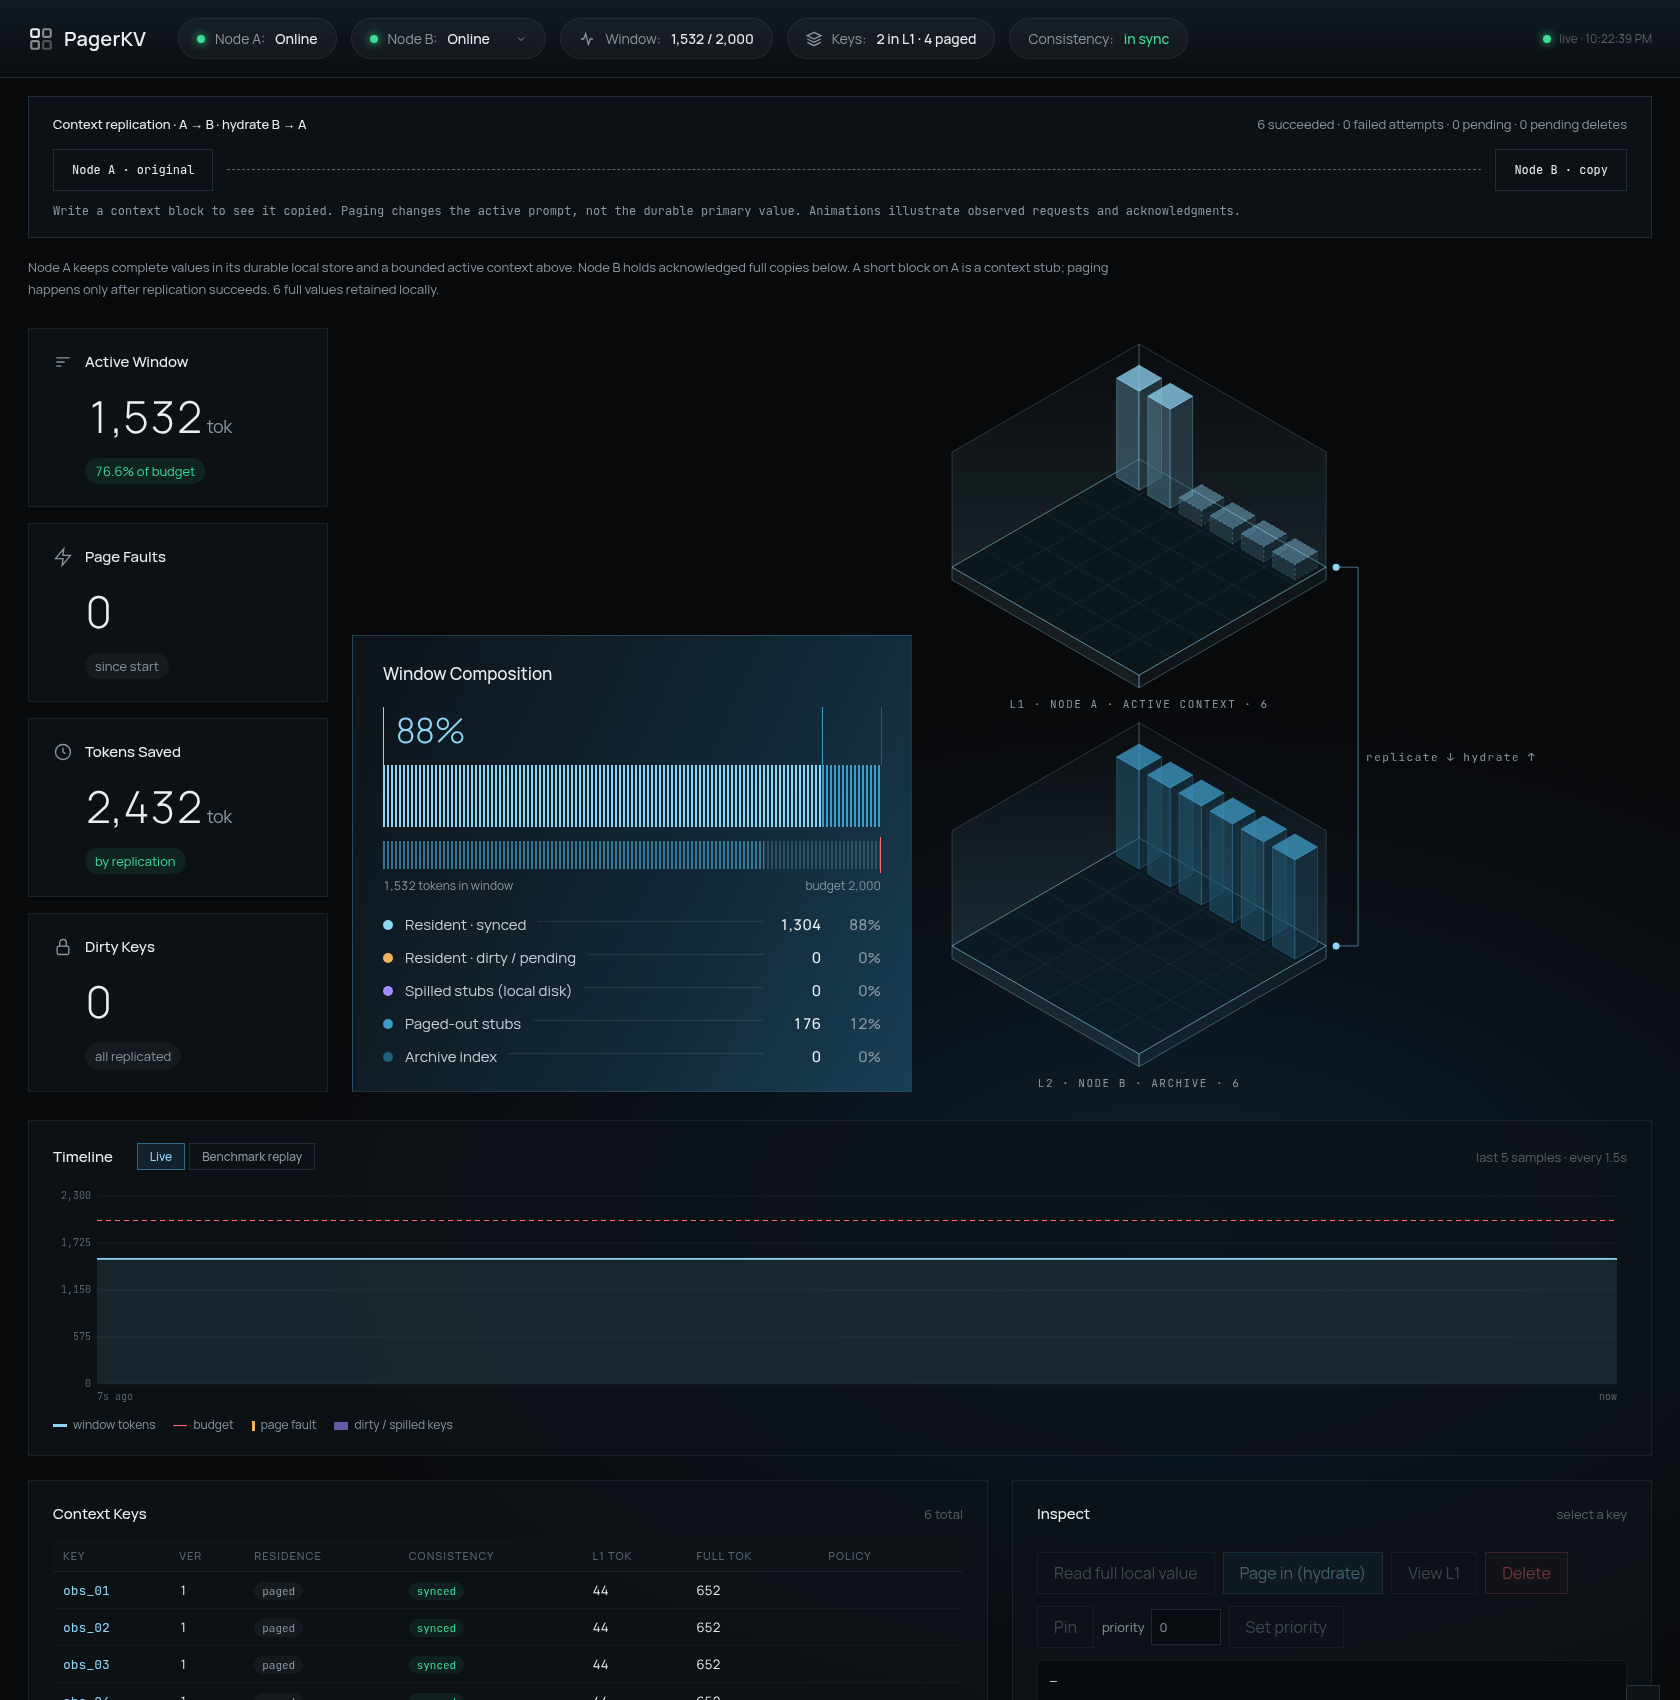 PagerKV
Node A: Online
Node B: Online
Window: 1,532 / 2,000
Keys: 2 in L1 · 4 paged
Consistency: in sync
live · 10:22:39 PM
Context replication · A → B · hydrate B → A
6 succeeded · 0 failed attempts · 0 pending · 0 pending deletes
Node A · original
Node B · copy
Write a context block to see it copied. Paging changes the active prompt, not the durable primary value. Animations illustrate observed requests and acknowledgments.
Node A keeps complete values in its durable local store and a bounded active context above. Node B holds acknowledged full copies below. A short block on A is a context stub; paging
happens only after replication succeeds. 6 full values retained locally.
Active Window
1,532 tok
76.6% of budget
Page Faults
0
since start
Tokens Saved
2,432 tok
by replication
Dirty Keys
0
all replicated
Window Composition
88%
1,532 tokens in window
budget 2,000
Resident · synced 1,304 88%
Resident · dirty / pending 0 0%
Spilled stubs (local disk) 0 0%
Paged-out stubs 176 12%
Archive index 0 0%
L1 · NODE A · ACTIVE CONTEXT · 6
replicate ↓ hydrate ↑
L2 · NODE B · ARCHIVE · 6
Timeline
Live
Benchmark replay
last 5 samples · every 1.5s
2,300
1,725
1,150
575
0
7s ago
now
window tokens
budget
page fault
dirty / spilled keys
Context Keys
6 total
KEY VER RESIDENCE CONSISTENCY L1 TOK FULL TOK POLICY
obs_01 1 paged synced 44 652
obs_02 1 paged synced 44 652
obs_03 1 paged synced 44 652
Inspect
select a key
Read full local value
Page in (hydrate)
View L1
Delete
Pin
priority
0
Set priority
—